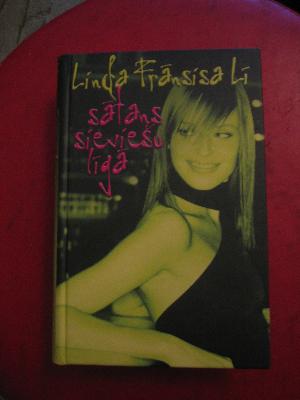 Linda Frānsisa Lī
sātans
sieviešu
līgā